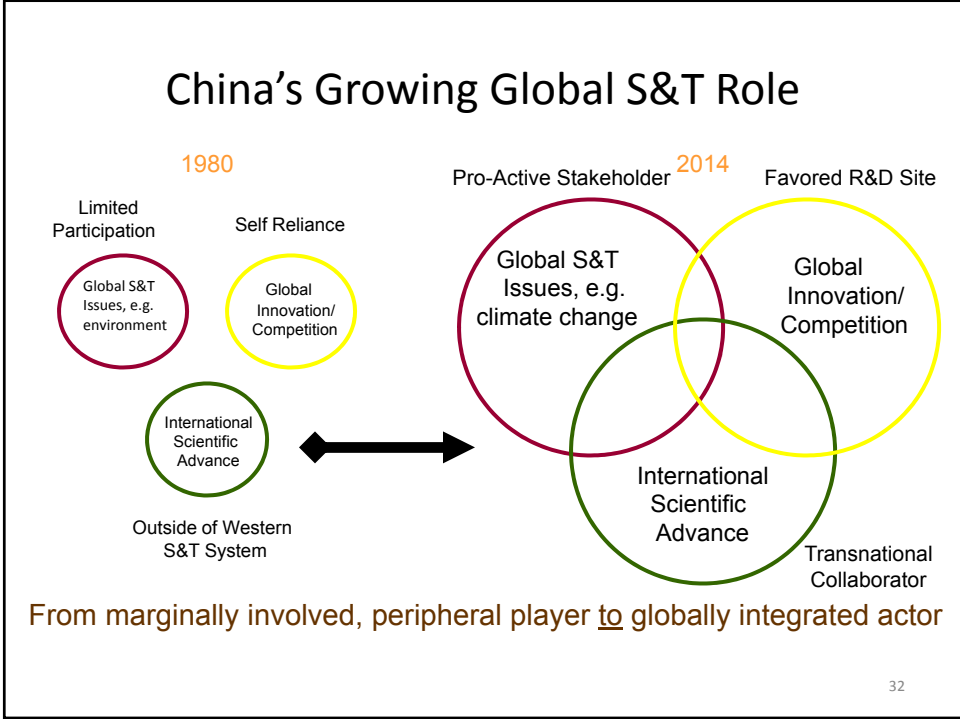 China's Growing Global S&T Role
1980
Limited
Participation
Self Reliance
Global S&T
Issues, e.g.
environment
Global
Innovation/
Competition
International
Scientific
Advance
Outside of Western
S&T System
2014
Pro-Active Stakeholder
Favored R&D Site
Global S&T
Issues, e.g.
climate change
Global
Innovation/
Competition
International
Scientific
Advance
Transnational
Collaborator
From marginally involved, peripheral player to globally integrated actor
32